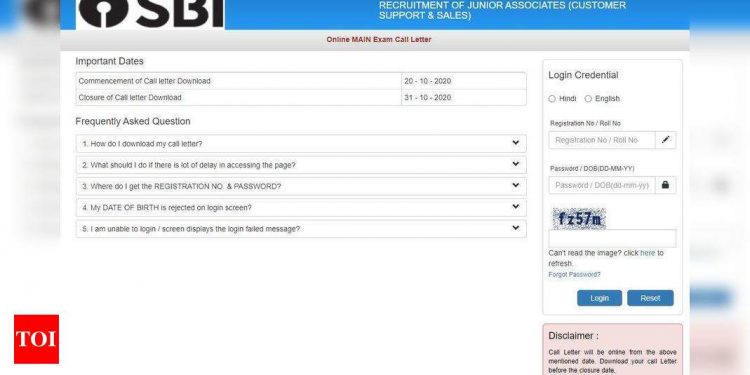 SBI
RECRUITMENT OF JUNIOR ASSOCIATES (CUSTOMER
SUPPORT & SALES)
Online MAIN Exam Call Letter
Important Dates
Commencement of Call letter Download 20 - 10 - 2020
Closure of Call letter Download 31 - 10 - 2020
Frequently Asked Question
1. How do I download my call letter?
2. What should I do if there is lot of delay in accessing the page?
3. Where do I get the REGISTRATION NO. & PASSWORD?
4. My DATE OF BIRTH is rejected on login screen?
5. I am unable to login / screen displays the login failed message?
Login Credential
Hindi English
Registration No / Roll No
Registration No / Roll No
Password / DOB(DD-MM-YY)
Password / DOB(dd-mm-yy)
fz57m
Can't read the image? click here to
refresh.
Forgot Password?
Login Reset
Disclaimer :
Call Letter will be online from the above
mentioned date. Download your call Letter
before the closure date.
TOI